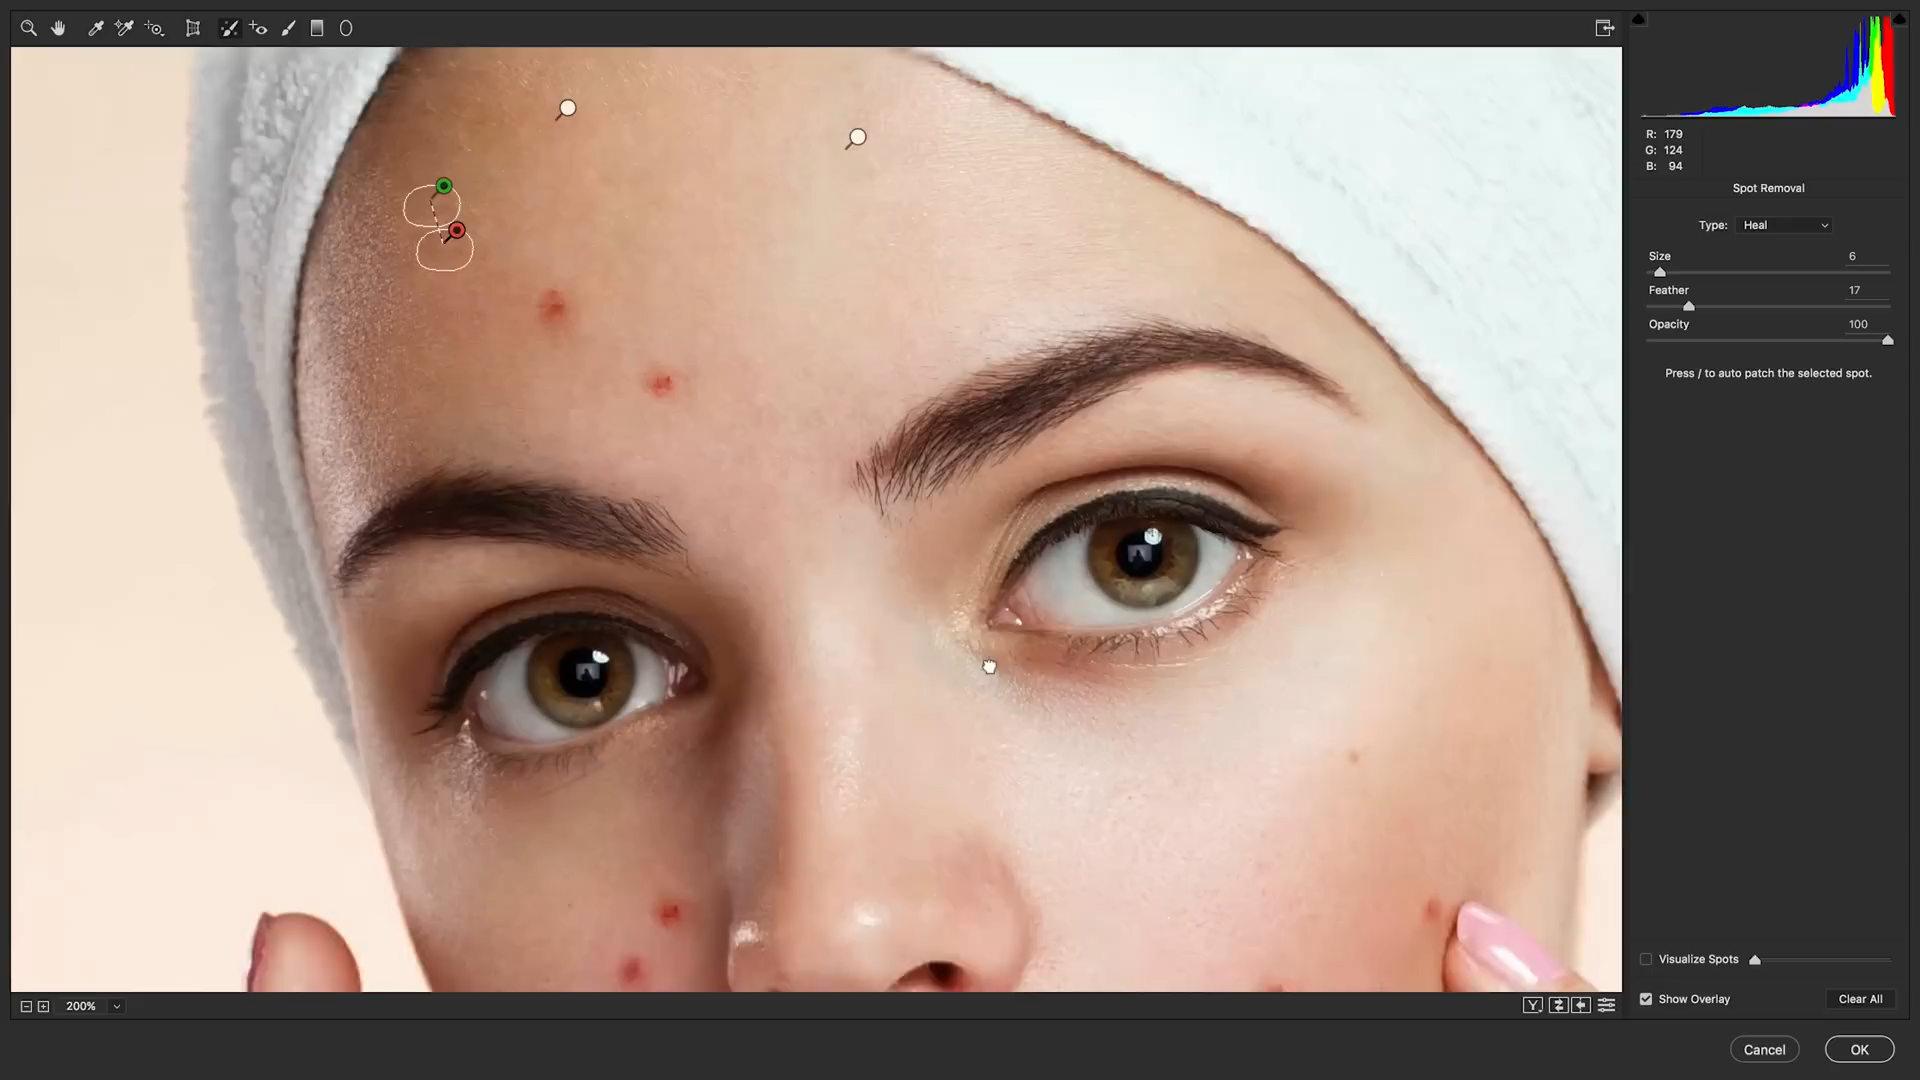 R: 179
G: 124
B: 94
Spot Removal
Type: Heal
Size 6
Feather 17
Opacity 100
Press / to auto patch the selected spot.
Visualize Spots
200%
Y
Show Overlay Clear All
Cancel OK